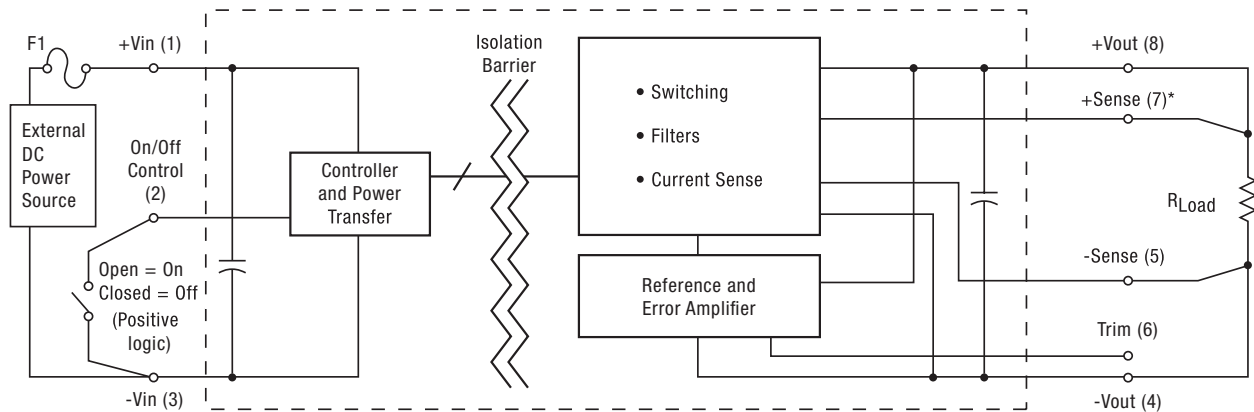 F1
+Vin (1)
External
DC
Power
Source
On/Off
Control
(2)
Open = On
Closed = Off
(Positive
logic)
-Vin (3)
Controller
and Power
Transfer
Isolation
Barrier
• Switching
• Filters
• Current Sense
Reference and
Error Amplifier
+Vout (8)
+Sense (7)*
RLoad
-Sense (5)
Trim (6)
-Vout (4)